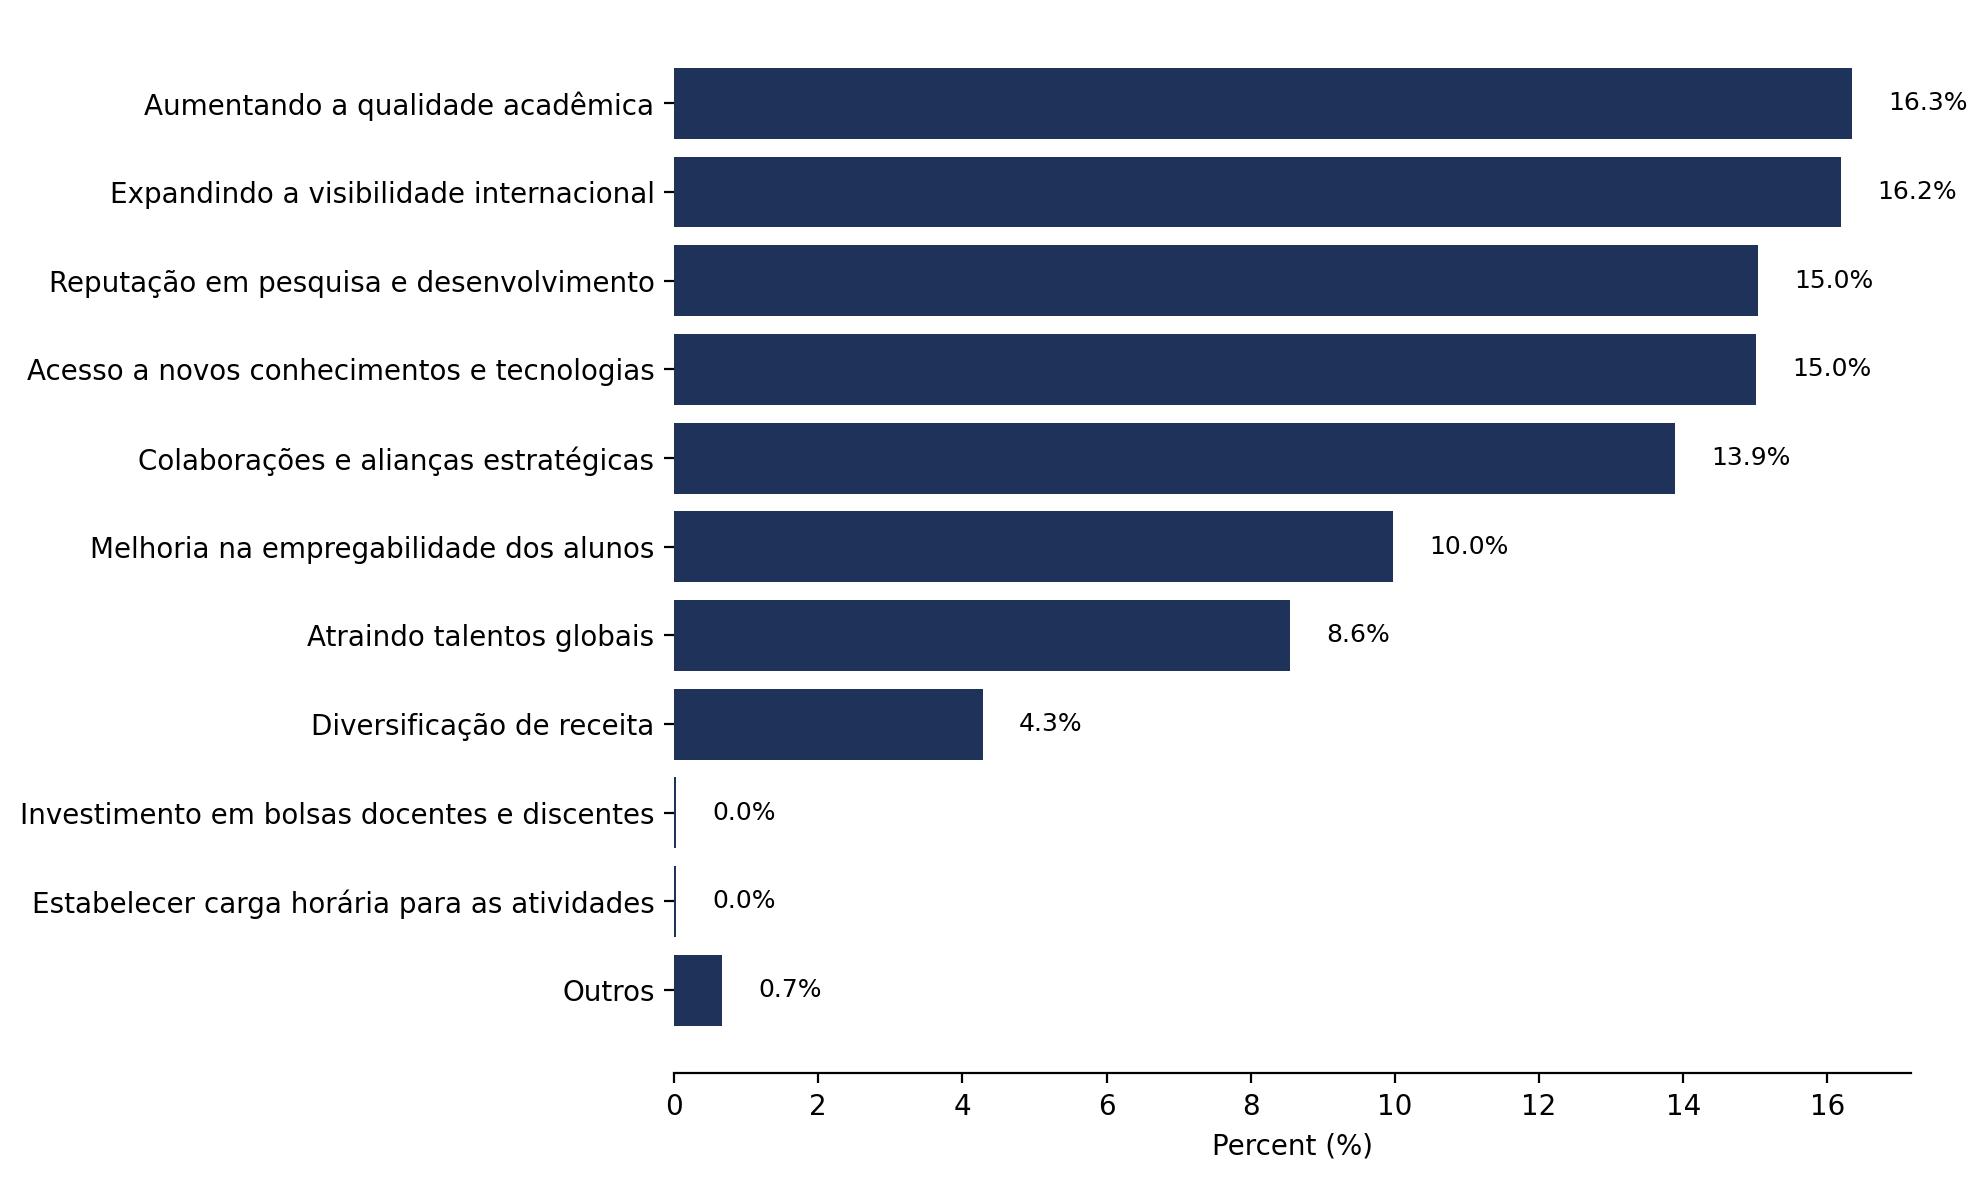 Aumentando a qualidade acadêmica 16.3%
Expandindo a visibilidade internacional 16.2%
Reputação em pesquisa e desenvolvimento 15.0%
Acesso a novos conhecimentos e tecnologias 15.0%
Colaborações e alianças estratégicas 13.9%
Melhoria na empregabilidade dos alunos 10.0%
Atraindo talentos globais 8.6%
Diversificação de receita 4.3%
Investimento em bolsas docentes e discentes 0.0%
Estabelecer carga horária para as atividades 0.0%
Outros 0.7%
0 2 4 6 8 10 12 14 16
Percent (%)